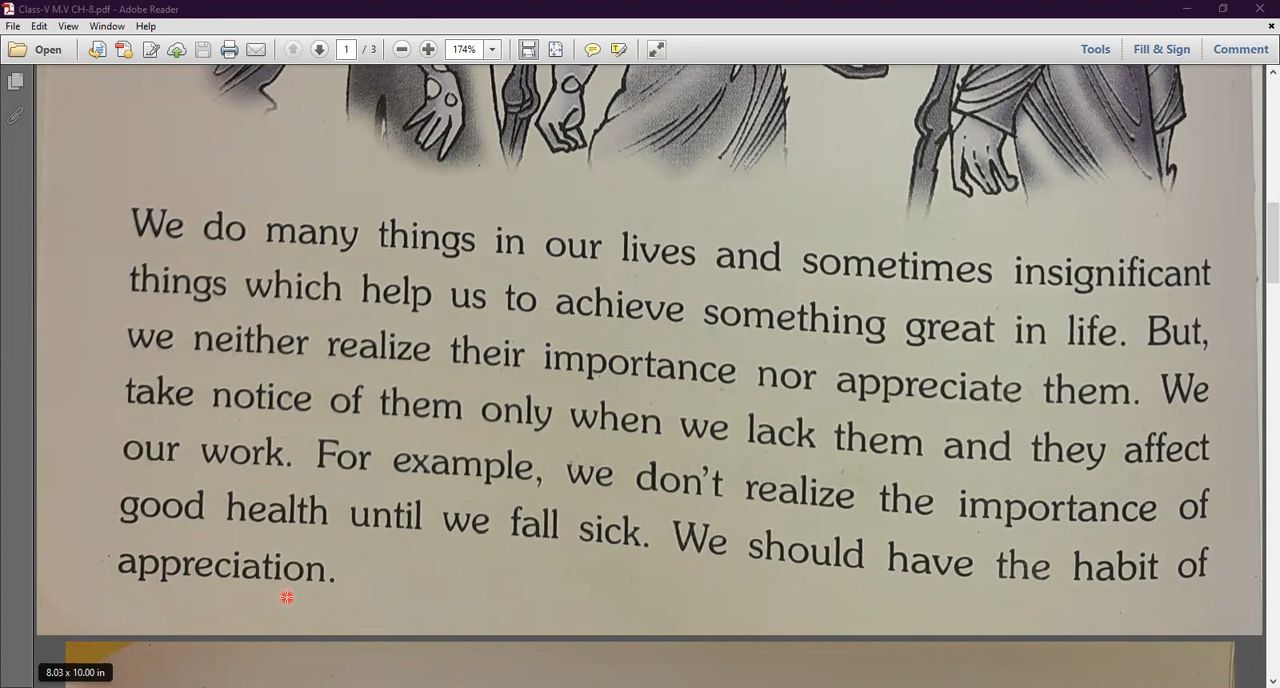 Class-V M.V CH-8.pdf - Adobe Reader
File Edit View Window Help
Open 1 / 3 174% Tools Fill & Sign Comment
We do many things in our lives and sometimes insignificant
things which help us to achieve something great in life. But,
we neither realize their importance nor appreciate them. We
take notice of them only when we lack them and they affect
our work. For example, we don't realize the importance of
good health until we fall sick. We should have the habit of
appreciation.
8.03 x 10.00 in